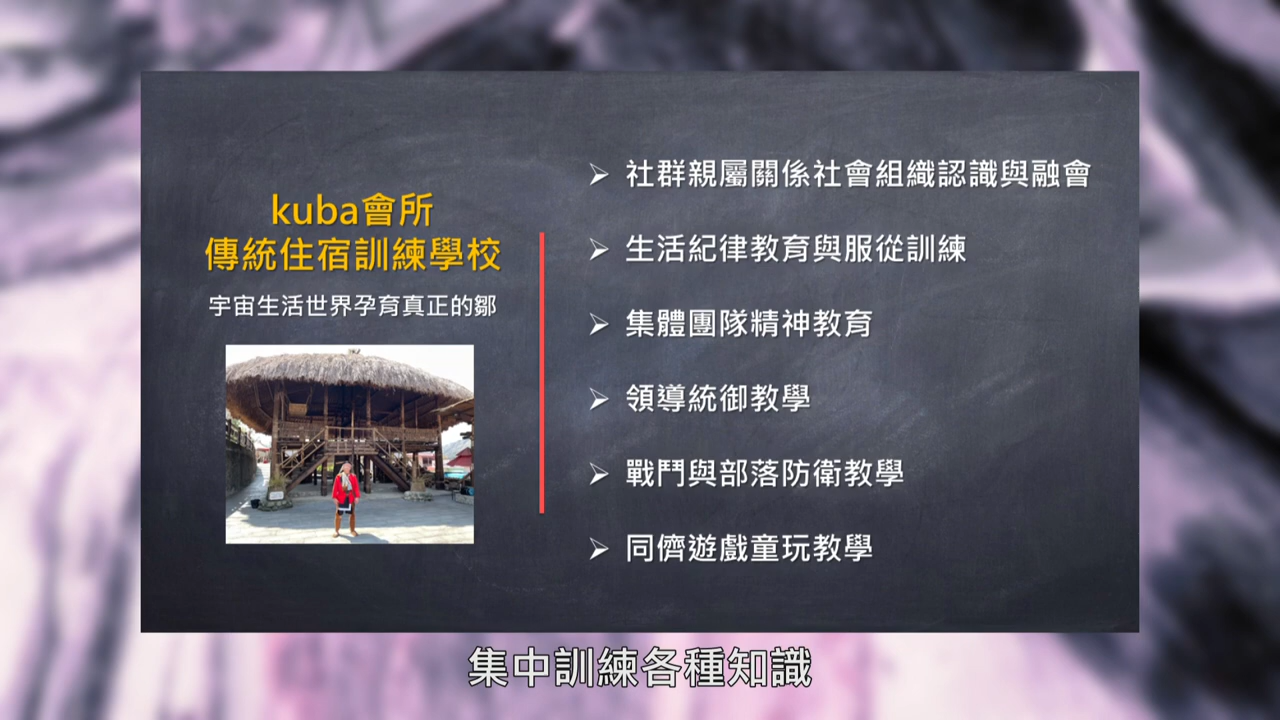 kuba會所
傳統住宿訓練學校
宇宙生活世界孕育真正的鄒
社群親屬關係社會組織認識與融會
生活紀律教育與服從訓練
集體團隊精神教育
領導統御教學
戰鬥與部落防衛教學
同儕遊戲童玩教學
集中訓練各種知識